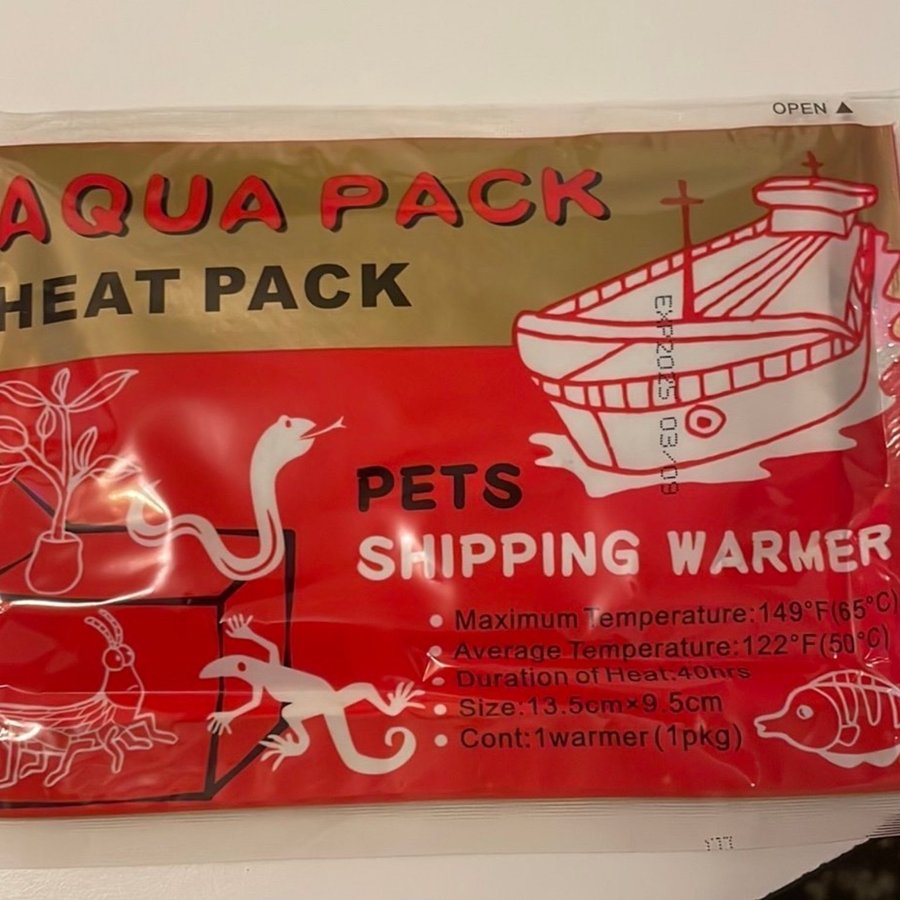 OPEN ▲
AQUA PACK
HEAT PACK
EXP2025 03/09
PETS
SHIPPING WARMER
• Maximum Temperature:149°F(65°C)
• Average Temperature:122°F(50°C)
• Duration of Heat:40hrs
• Size:13.5cm×9.5cm
• Cont:1warmer(1pkg)